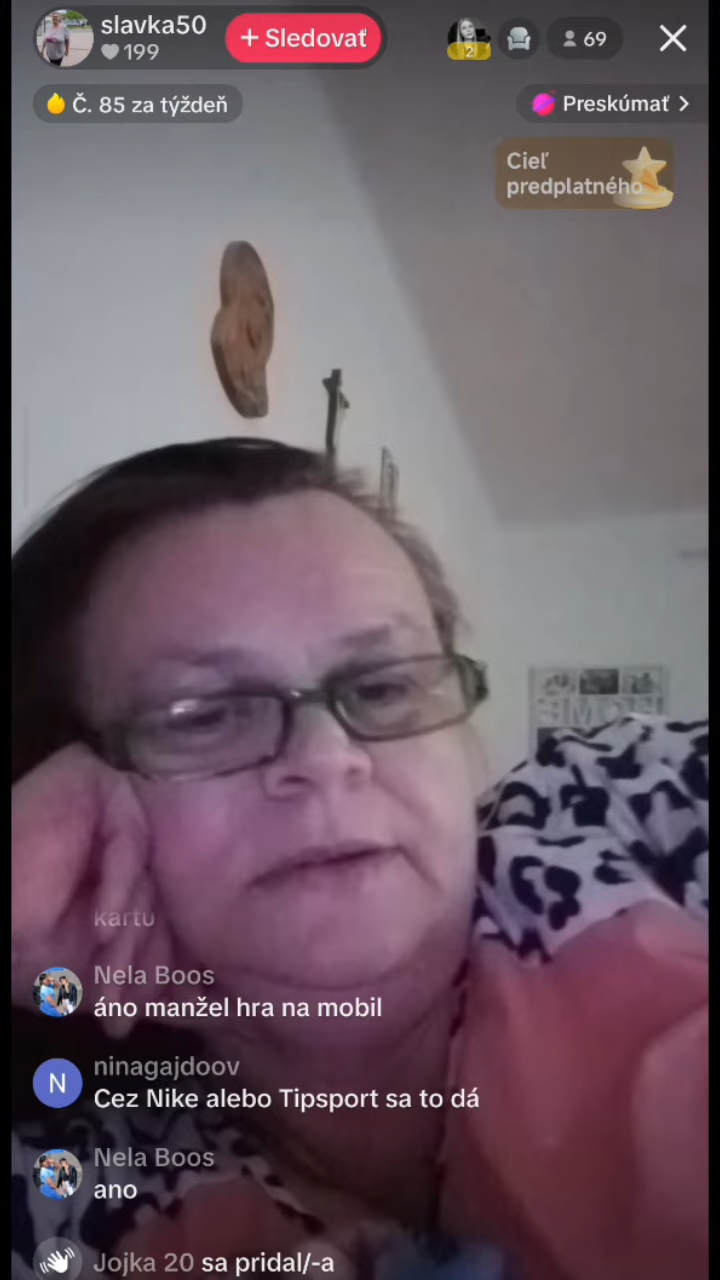 slavka50
199
+ Sledovať
2
69
Č. 85 za týždeň
Preskúmať
Cieľ
predplatného
HOME
kartu
Nela Boos
áno manžel hra na mobil
N
ninagajdoov
Cez Nike alebo Tipsport sa to dá
Nela Boos
ano
Jojka 20 sa pridal/-a